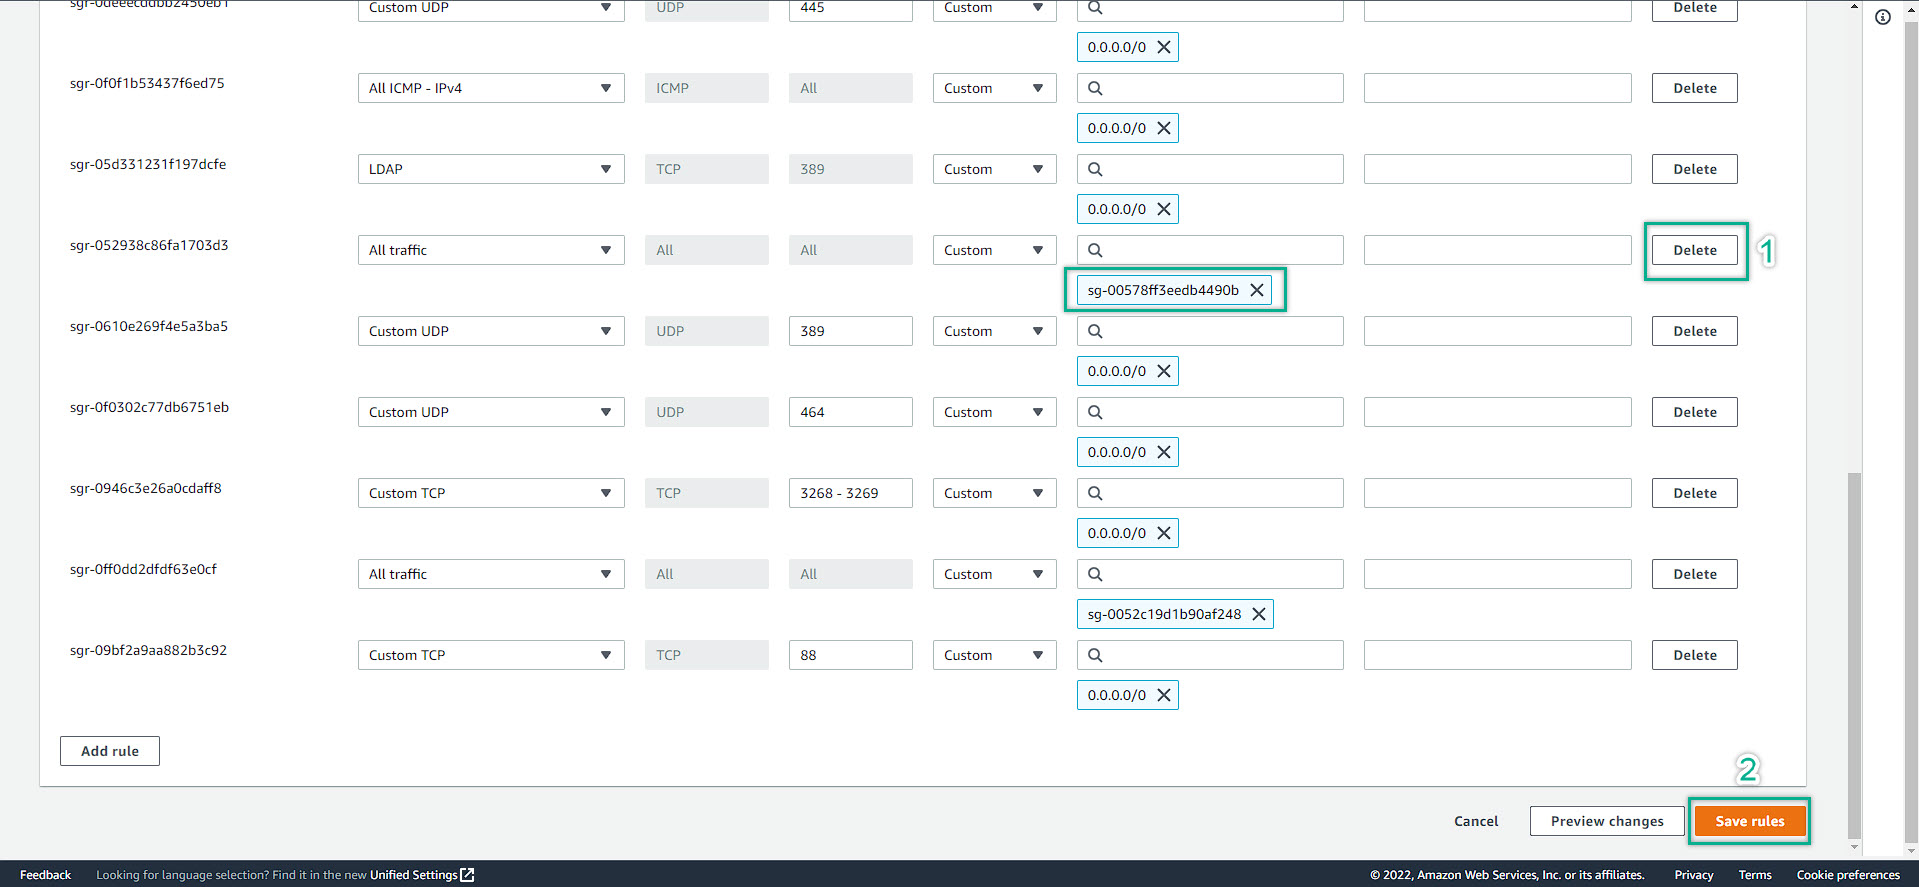 Custom UDP UDP 445 Custom Delete
0.0.0.0/0
sgr-0f0f1b53437f6ed75 All ICMP - IPv4 ICMP All Custom Delete
0.0.0.0/0
sgr-05d331231f197dcfe LDAP TCP 389 Custom Delete
0.0.0.0/0
sgr-052938c86fa1703d3 All traffic All All Custom Delete 1
sg-00578ff3eedb4490b
sgr-0610e269f4e5a3ba5 Custom UDP UDP 389 Custom Delete
0.0.0.0/0
sgr-0f0302c77db6751eb Custom UDP UDP 464 Custom Delete
0.0.0.0/0
sgr-0946c3e26a0cdaff8 Custom TCP TCP 3268 - 3269 Custom Delete
0.0.0.0/0
sgr-0ff0dd2dfdf63e0cf All traffic All All Custom Delete
sg-0052c19d1b90af248
sgr-09bf2a9aa882b3c92 Custom TCP TCP 88 Custom Delete
0.0.0.0/0
Add rule
2
Cancel Preview changes Save rules
Feedback Looking for language selection? Find it in the new Unified Settings © 2022, Amazon Web Services, Inc. or its affiliates. Privacy Terms Cookie preferences